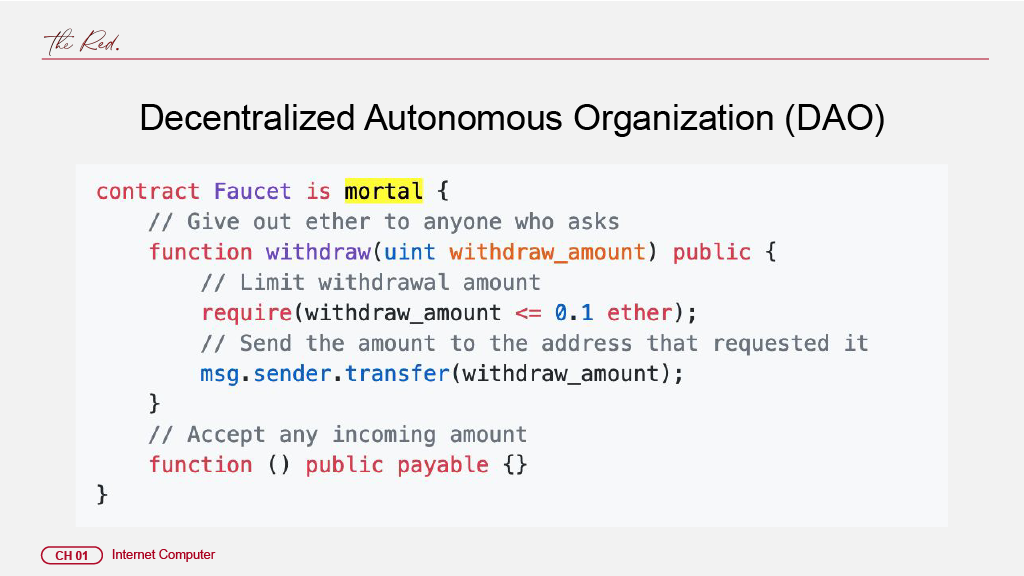 The Red.
Decentralized Autonomous Organization (DAO)
contract Faucet is mortal {
    // Give out ether to anyone who asks
    function withdraw(uint withdraw_amount) public {
        // Limit withdrawal amount
        require(withdraw_amount <= 0.1 ether);
        // Send the amount to the address that requested it
        msg.sender.transfer(withdraw_amount);
    }
    // Accept any incoming amount
    function () public payable {}
}
CH 01 Internet Computer